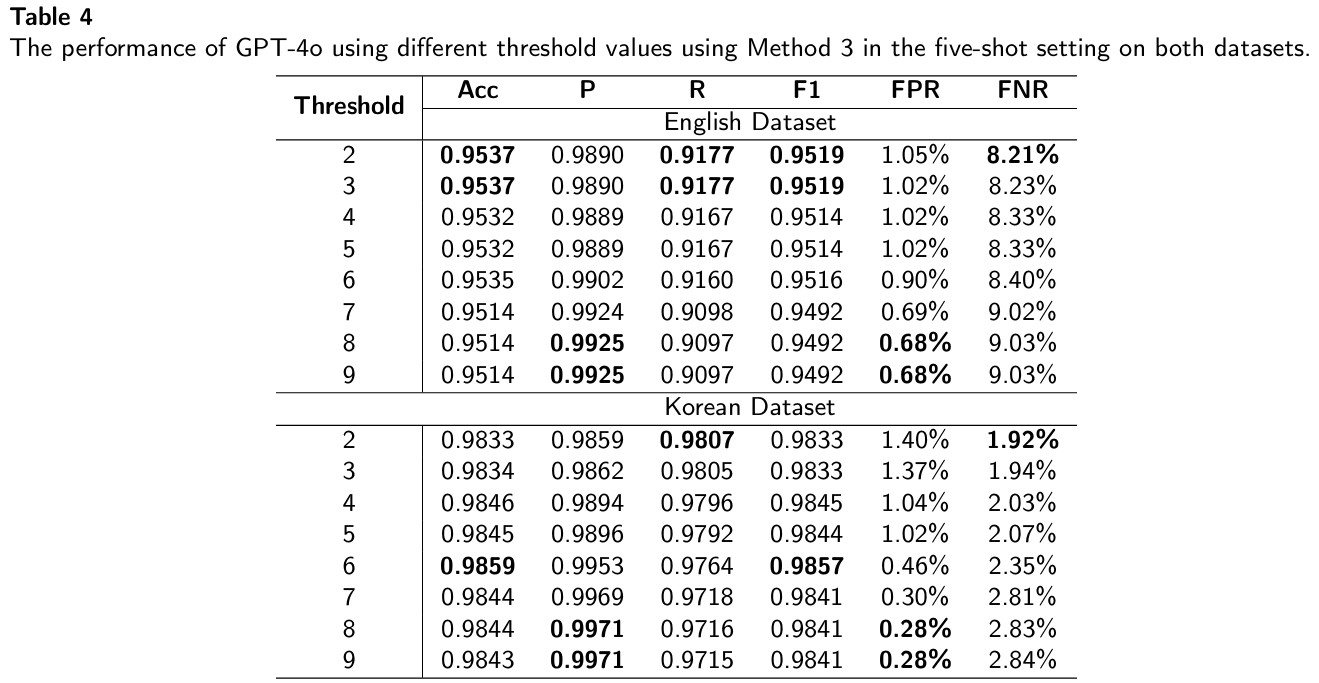 Table 4
The performance of GPT-4o using different threshold values using Method 3 in the five-shot setting on both datasets.
Threshold Acc P R F1 FPR FNR
English Dataset
2 0.9537 0.9890 0.9177 0.9519 1.05% 8.21%
3 0.9537 0.9890 0.9177 0.9519 1.02% 8.23%
4 0.9532 0.9889 0.9167 0.9514 1.02% 8.33%
5 0.9532 0.9889 0.9167 0.9514 1.02% 8.33%
6 0.9535 0.9902 0.9160 0.9516 0.90% 8.40%
7 0.9514 0.9924 0.9098 0.9492 0.69% 9.02%
8 0.9514 0.9925 0.9097 0.9492 0.68% 9.03%
9 0.9514 0.9925 0.9097 0.9492 0.68% 9.03%
Korean Dataset
2 0.9833 0.9859 0.9807 0.9833 1.40% 1.92%
3 0.9834 0.9862 0.9805 0.9833 1.37% 1.94%
4 0.9846 0.9894 0.9796 0.9845 1.04% 2.03%
5 0.9845 0.9896 0.9792 0.9844 1.02% 2.07%
6 0.9859 0.9953 0.9764 0.9857 0.46% 2.35%
7 0.9844 0.9969 0.9718 0.9841 0.30% 2.81%
8 0.9844 0.9971 0.9716 0.9841 0.28% 2.83%
9 0.9843 0.9971 0.9715 0.9841 0.28% 2.84%